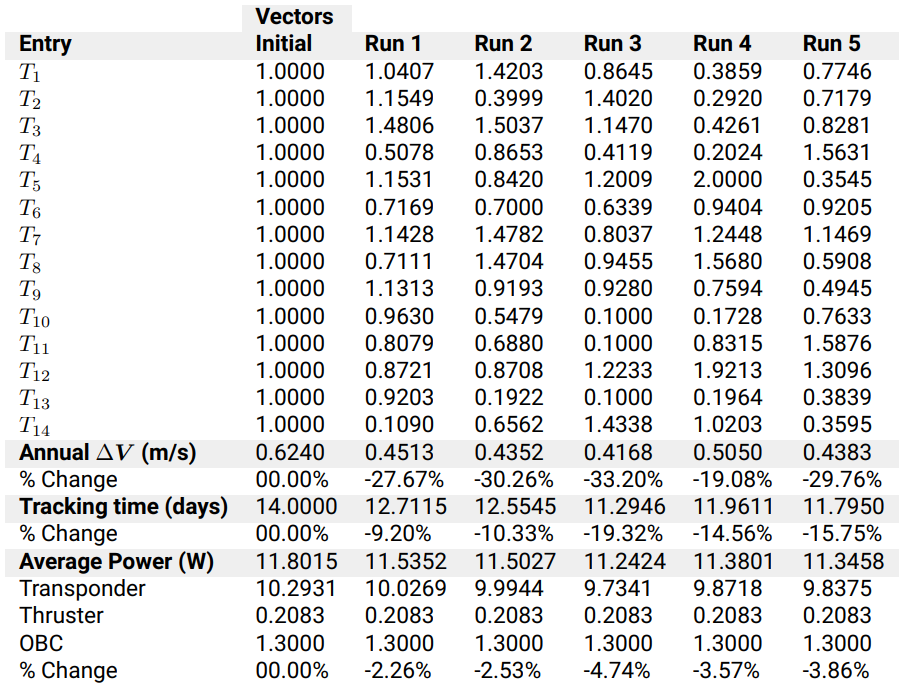 Vectors
Entry Initial Run 1 Run 2 Run 3 Run 4 Run 5
T1 1.0000 1.0407 1.4203 0.8645 0.3859 0.7746
T2 1.0000 1.1549 0.3999 1.4020 0.2920 0.7179
T3 1.0000 1.4806 1.5037 1.1470 0.4261 0.8281
T4 1.0000 0.5078 0.8653 0.4119 0.2024 1.5631
T5 1.0000 1.1531 0.8420 1.2009 2.0000 0.3545
T6 1.0000 0.7169 0.7000 0.6339 0.9404 0.9205
T7 1.0000 1.1428 1.4782 0.8037 1.2448 1.1469
T8 1.0000 0.7111 1.4704 0.9455 1.5680 0.5908
T9 1.0000 1.1313 0.9193 0.9280 0.7594 0.4945
T10 1.0000 0.9630 0.5479 0.1000 0.1728 0.7633
T11 1.0000 0.8079 0.6880 0.1000 0.8315 1.5876
T12 1.0000 0.8721 0.8708 1.2233 1.9213 1.3096
T13 1.0000 0.9203 0.1922 0.1000 0.1964 0.3839
T14 1.0000 0.1090 0.6562 1.4338 1.0203 0.3595
Annual ΔV (m/s) 0.6240 0.4513 0.4352 0.4168 0.5050 0.4383
% Change 00.00% -27.67% -30.26% -33.20% -19.08% -29.76%
Tracking time (days) 14.0000 12.7115 12.5545 11.2946 11.9611 11.7950
% Change 00.00% -9.20% -10.33% -19.32% -14.56% -15.75%
Average Power (W) 11.8015 11.5352 11.5027 11.2424 11.3801 11.3458
Transponder 10.2931 10.0269 9.9944 9.7341 9.8718 9.8375
Thruster 0.2083 0.2083 0.2083 0.2083 0.2083 0.2083
OBC 1.3000 1.3000 1.3000 1.3000 1.3000 1.3000
% Change 00.00% -2.26% -2.53% -4.74% -3.57% -3.86%